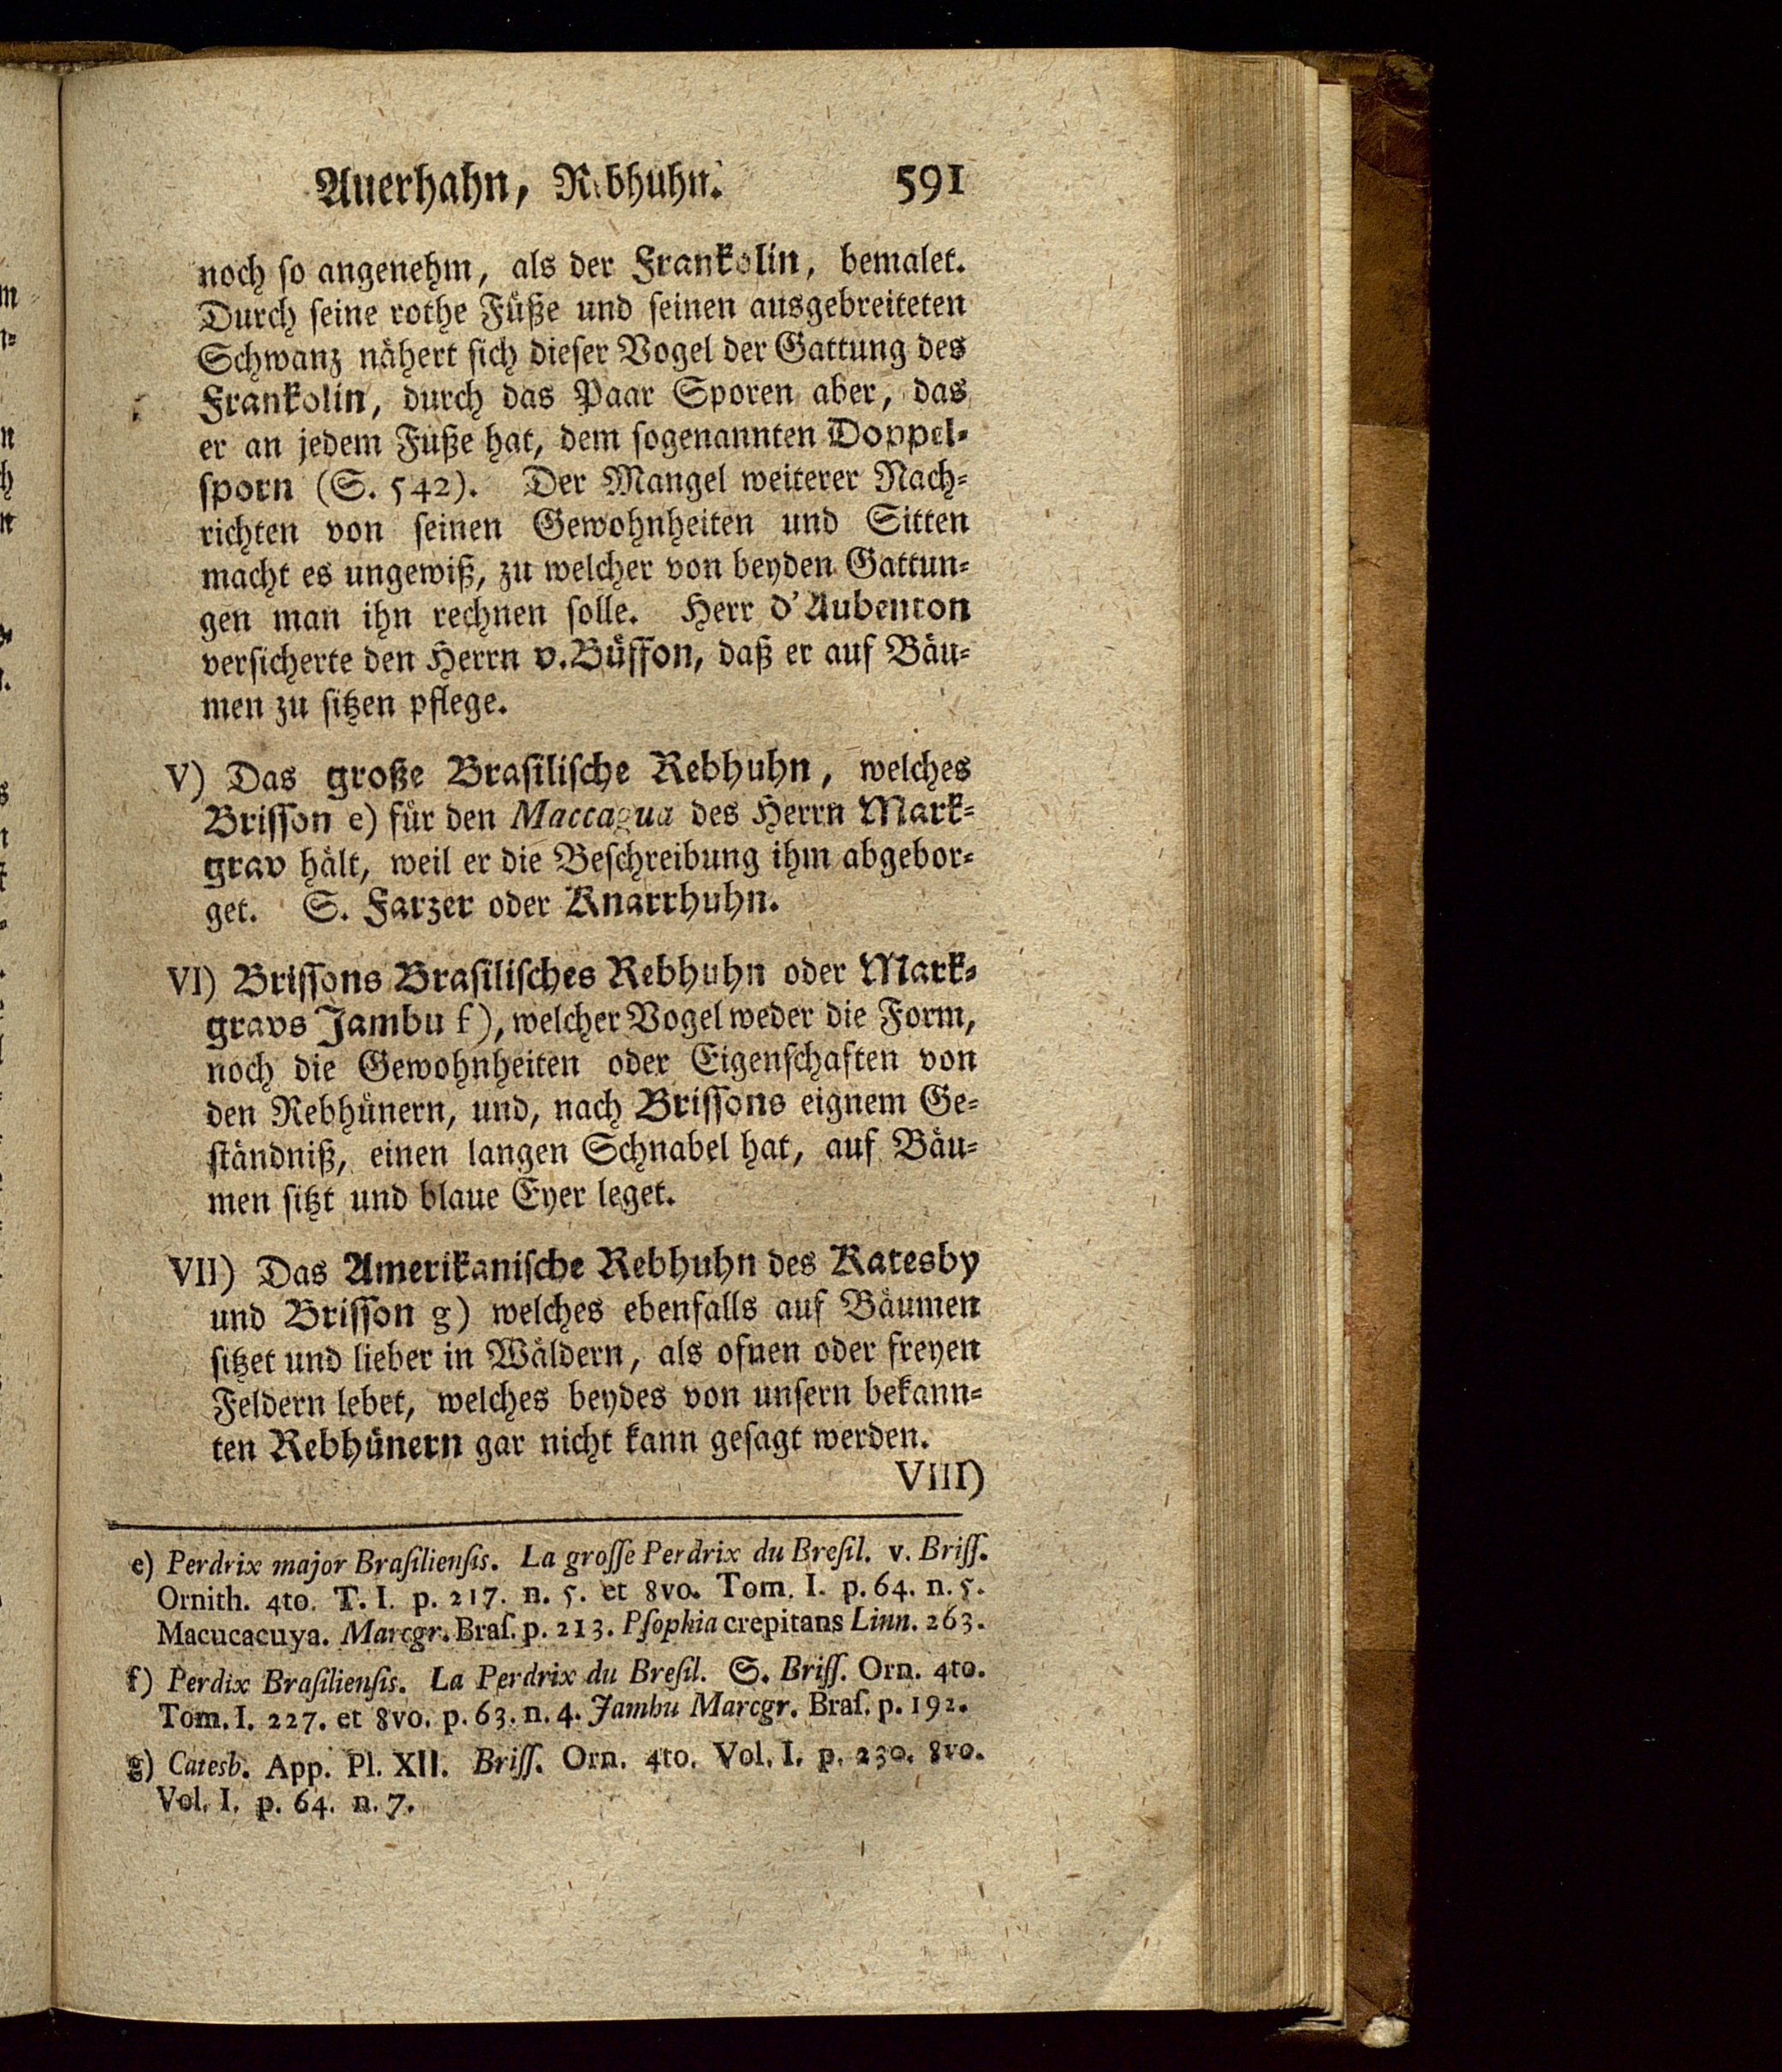 Auerhahn, Rebhuhn. 591
noch so angenehm, als der Frankolin, bemalet.
Durch seine rothe Füße und seinen ausgebreiteten
Schwanz nähert sich dieser Vogel der Gattung des
Frankolin, durch das Paar Sporen aber, das
er an jedem Fuße hat, dem sogenannten Doppel-
sporn (S. 542). Der Mangel weiterer Nach-
richten von seinen Gewohnheiten und Sitten
macht es ungewiß, zu welcher von beyden Gattun-
gen man ihn rechnen solle. Herr d'Aubenton
versicherte den Herrn v. Büffon, daß er auf Bäu-
men zu sitzen pflege.
V) Das große Brasilische Rebhuhn, welches
Brisson e) für den Maccagua des Herrn Mark-
grav hält, weil er die Beschreibung ihm abgebor-
get. S. Farzer oder Knarrhuhn.
VI) Brissons Brasilisches Rebhuhn oder Mark-
gravs Jambu f), welcher Vogel weder die Form,
noch die Gewohnheiten oder Eigenschaften von
den Rebhünern, und, nach Brissons eignem Ge-
ständniß, einen langen Schnabel hat, auf Bäu-
men sitzt und blaue Eyer leget.
VII) Das Amerikanische Rebhuhn des Katesby
und Brisson g) welches ebenfalls auf Bäumen
sitzet und lieber in Wäldern, als ofnen oder freyen
Feldern lebet, welches beydes von unsern bekann-
ten Rebhünern gar nicht kann gesagt werden.
VIII)
e) Perdrix major Brasiliensis. La grosse Perdrix du Bresil. v. Briss.
Ornith. 4to. T. I. p. 217. n. 5. et 8vo. Tom. I. p. 64. n. 5.
Macucacuya. Marcgr. Bras. p. 213. Psophia crepitans Linn. 263.
f) Perdix Brasiliensis. La Perdrix du Bresil. S. Briss. Orn. 4to.
Tom. I. 227. et 8vo. p. 63. n. 4. Jambu Marcgr. Bras. p. 192.
g) Catesb. App. Pl. XII. Briss. Orn. 4to. Vol. I. p. 230. 8vo.
Vol. I. p. 64. n. 7.